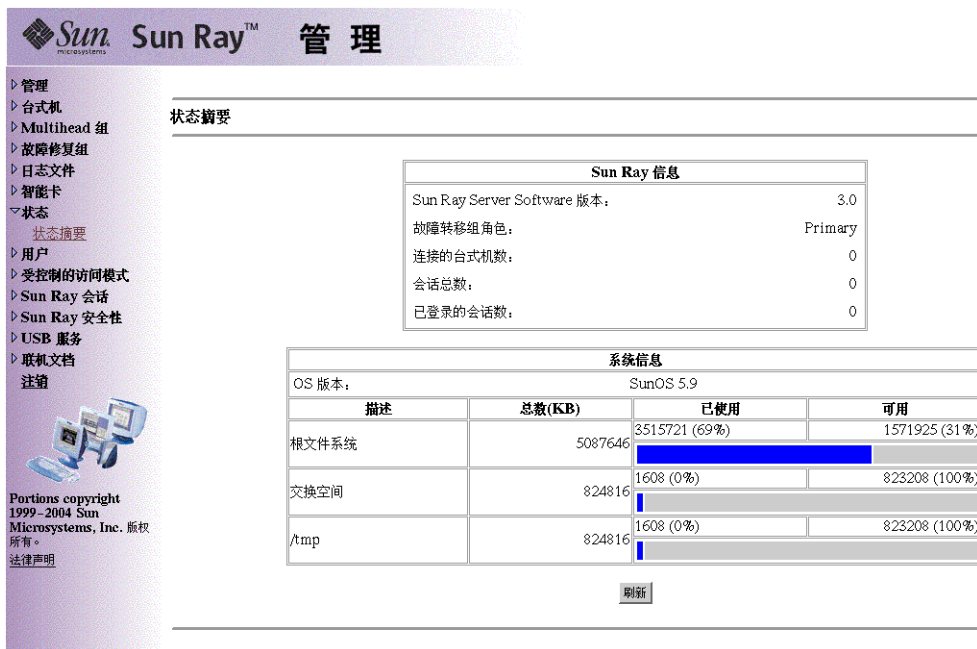 Sun microsystems Sun Ray™ 管 理
管理
台式机
Multihead 组
故障修复组
日志文件
智能卡
状态
状态摘要
用户
受控制的访问模式
Sun Ray 会话
Sun Ray 安全性
USB 服务
联机文档
注销
Portions copyright
1999-2004 Sun
Microsystems, Inc. 版权
所有。
法律声明
状态摘要
Sun Ray 信息
Sun Ray Server Software 版本： 3.0
故障转移组角色： Primary
连接的台式机数： 0
会话总数： 0
已登录的会话数： 0
系统信息
OS 版本： SunOS 5.9
描述 总数(KB) 已使用 可用
根文件系统 5087646 3515721 (69%) 1571925 (31%)
交换空间 824816 1608 (0%) 823208 (100%)
/tmp 824816 1608 (0%) 823208 (100%)
刷新